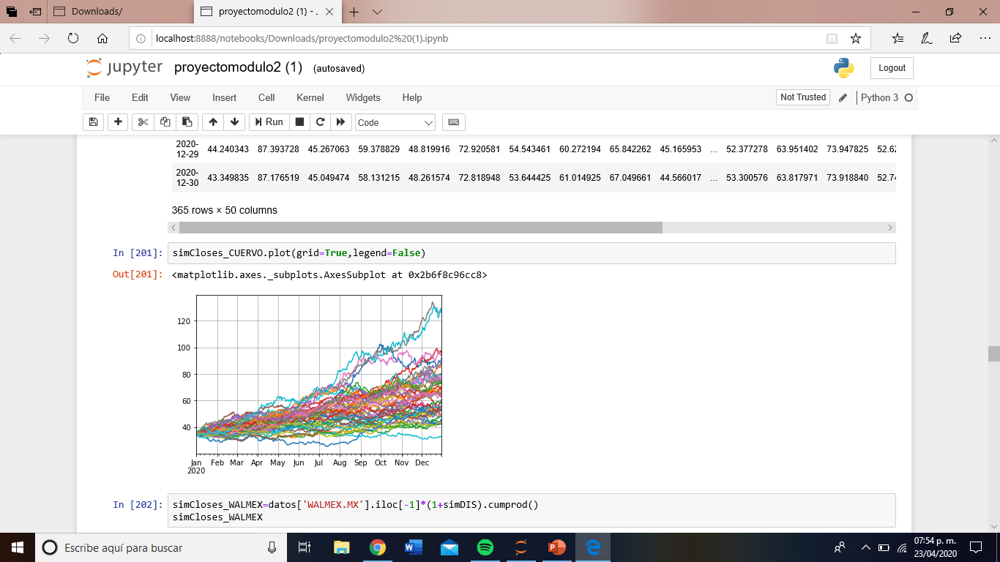 Downloads/
proyectomodulo2 (1) - .
localhost:8888/notebooks/Downloads/proyectomodulo2%20(1).ipynb
jupyter proyectomodulo2 (1) (autosaved)
Logout
File Edit View Insert Cell Kernel Widgets Help
Not Trusted
Python 3
Run
Code
2020-
12-29 44.240343 87.393728 45.267063 59.378829 48.819916 72.920581 54.543461 60.272194 65.842262 45.165953 ... 52.377278 63.951402 73.947825 52.62
2020-
12-30 43.349835 87.176519 45.049474 58.131215 48.261574 72.818948 53.644425 61.014925 67.049661 44.566017 ... 53.300576 63.817971 73.918840 52.74
365 rows × 50 columns
In [201]: simCloses_CUERVO.plot(grid=True,legend=False)
Out[201]: <matplotlib.axes._subplots.AxesSubplot at 0x2b6f8c96cc8>
120
100
80
60
40
Jan Feb Mar Apr May Jun Jul Aug Sep Oct Nov Dec
2020
In [202]: simCloses_WALMEX=datos['WALMEX.MX'].iloc[-1]*(1+simDIS).cumprod()
simCloses_WALMEX
Escribe aquí para buscar
07:54 p. m.
23/04/2020